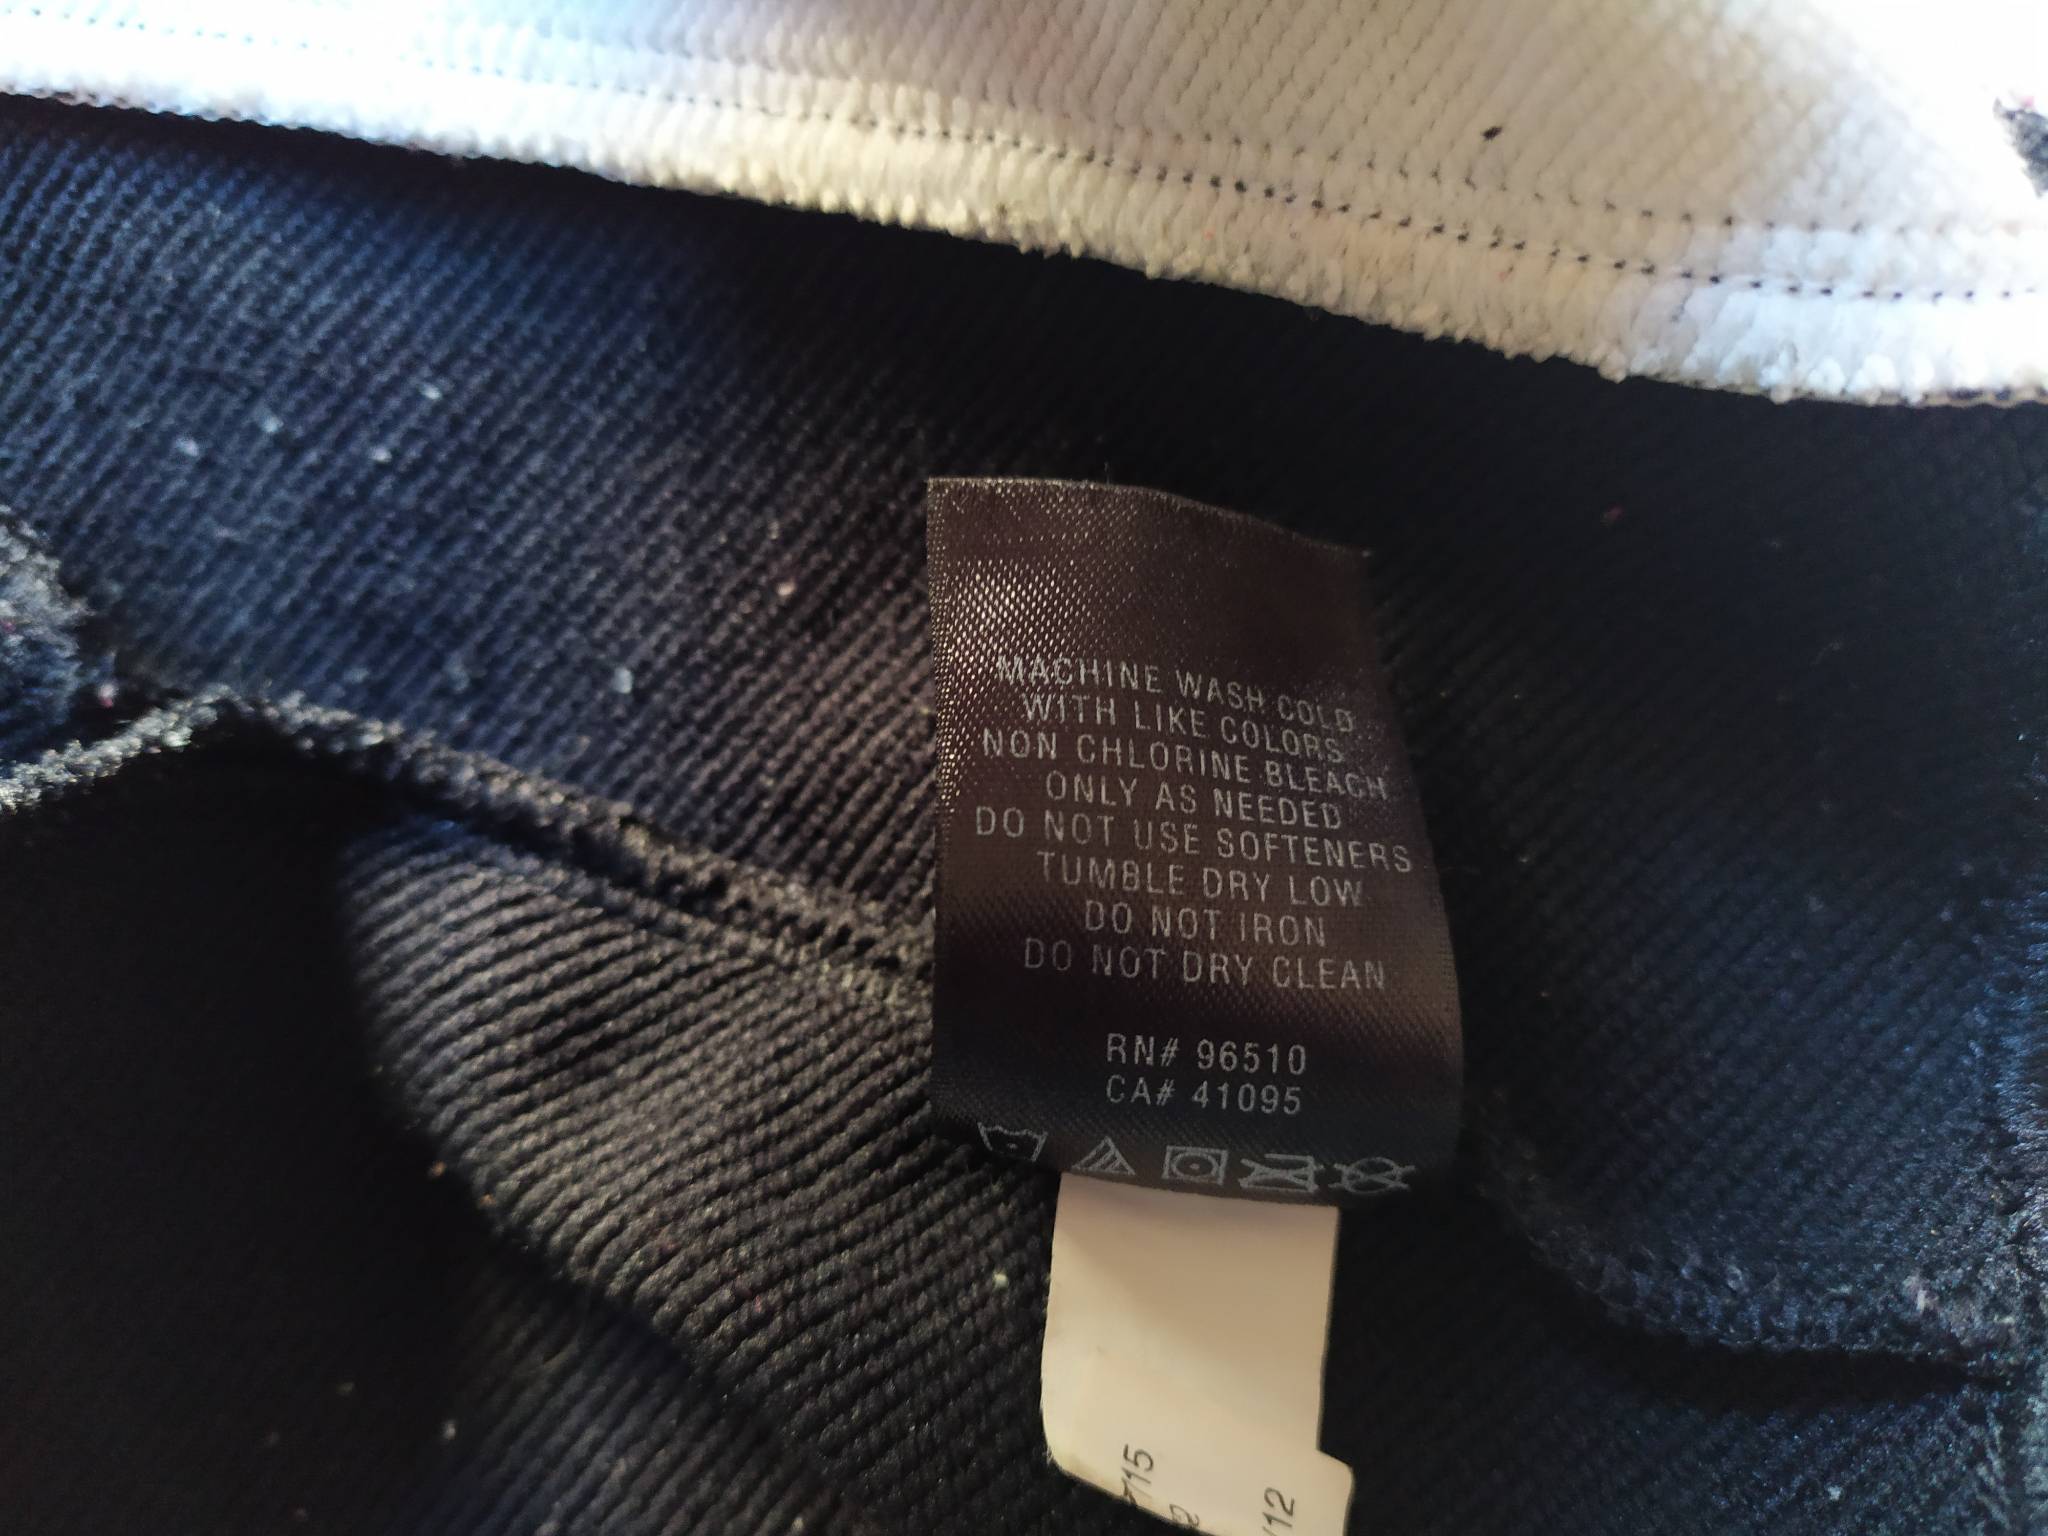 MACHINE WASH COLD
WITH LIKE COLORS
NON CHLORINE BLEACH
ONLY AS NEEDED
DO NOT USE SOFTENERS
TUMBLE DRY LOW
DO NOT IRON
DO NOT DRY CLEAN
RN# 96510
CA# 41095